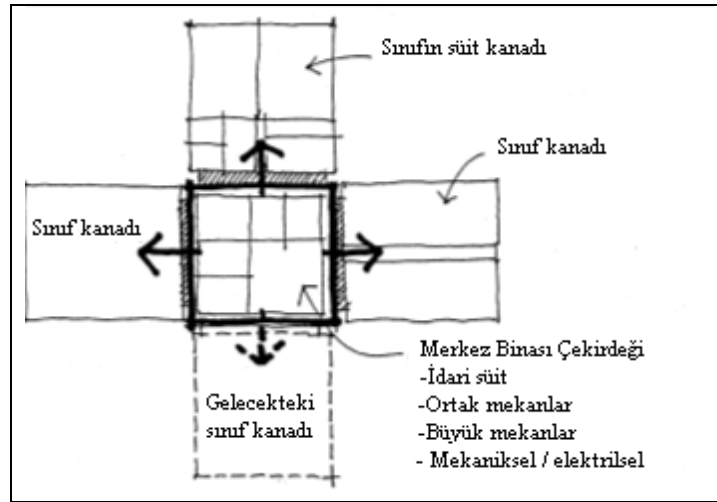 Sınıfın süit kanadı
Sınıf kanadı
Sınıf kanadı
Merkez Binası Çekirdeği
-İdari süit
-Ortak mekanlar
-Büyük mekanlar
- Mekaniksel / elektrilsel
Gelecekteki
sınıf kanadı